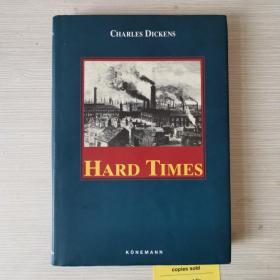 CHARLES DICKENS
HARD TIMES
KÖNEMANN
copies sold